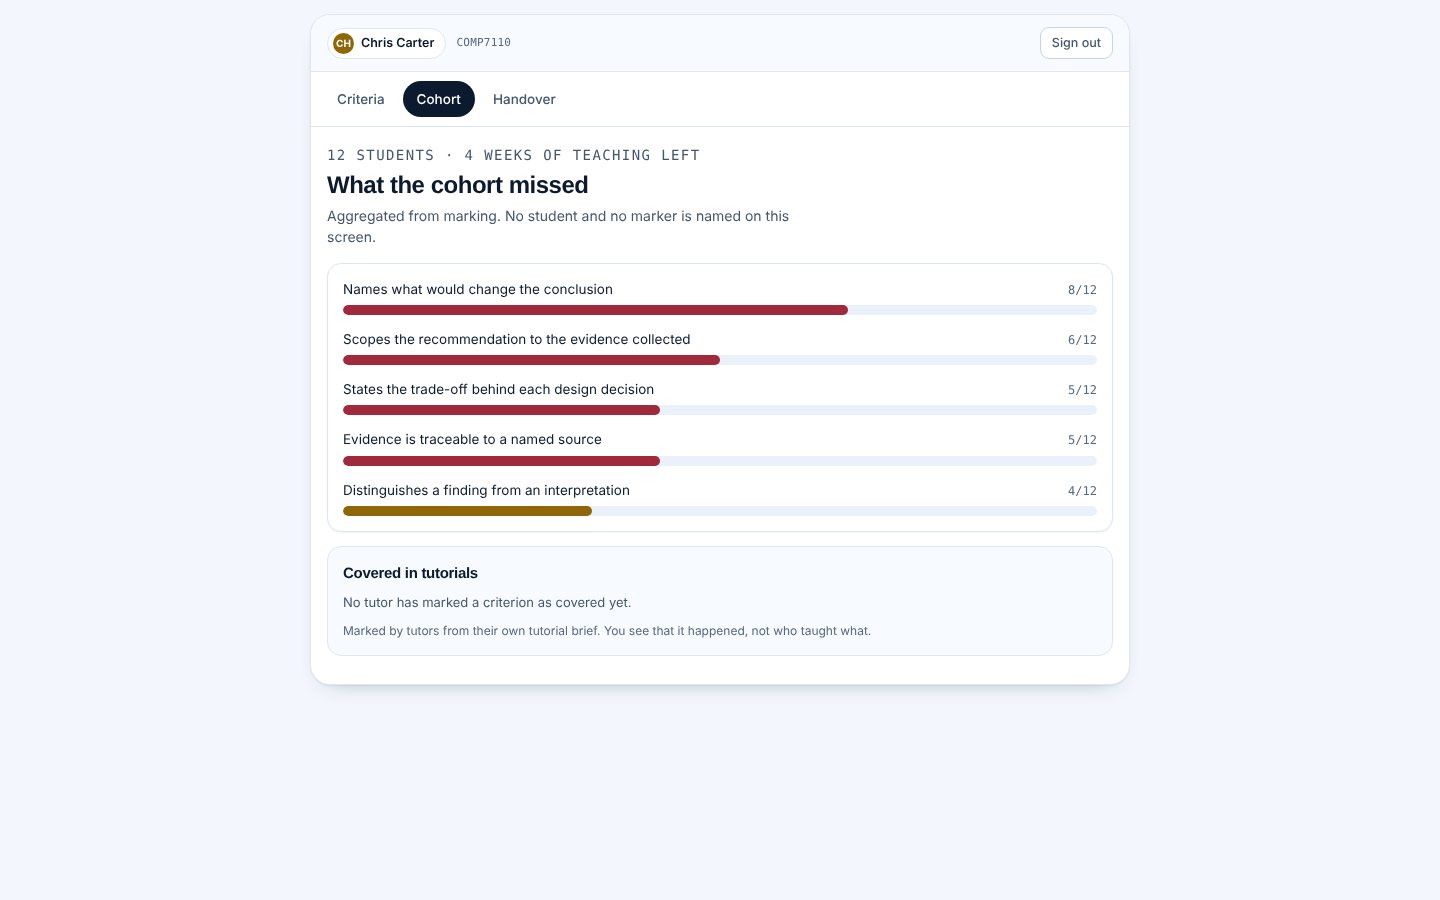 CH Chris Carter COMP7110 Sign out
Criteria Cohort Handover
12 STUDENTS · 4 WEEKS OF TEACHING LEFT
What the cohort missed
Aggregated from marking. No student and no marker is named on this
screen.
Names what would change the conclusion 8/12
Scopes the recommendation to the evidence collected 6/12
States the trade-off behind each design decision 5/12
Evidence is traceable to a named source 5/12
Distinguishes a finding from an interpretation 4/12
Covered in tutorials
No tutor has marked a criterion as covered yet.
Marked by tutors from their own tutorial brief. You see that it happened, not who taught what.